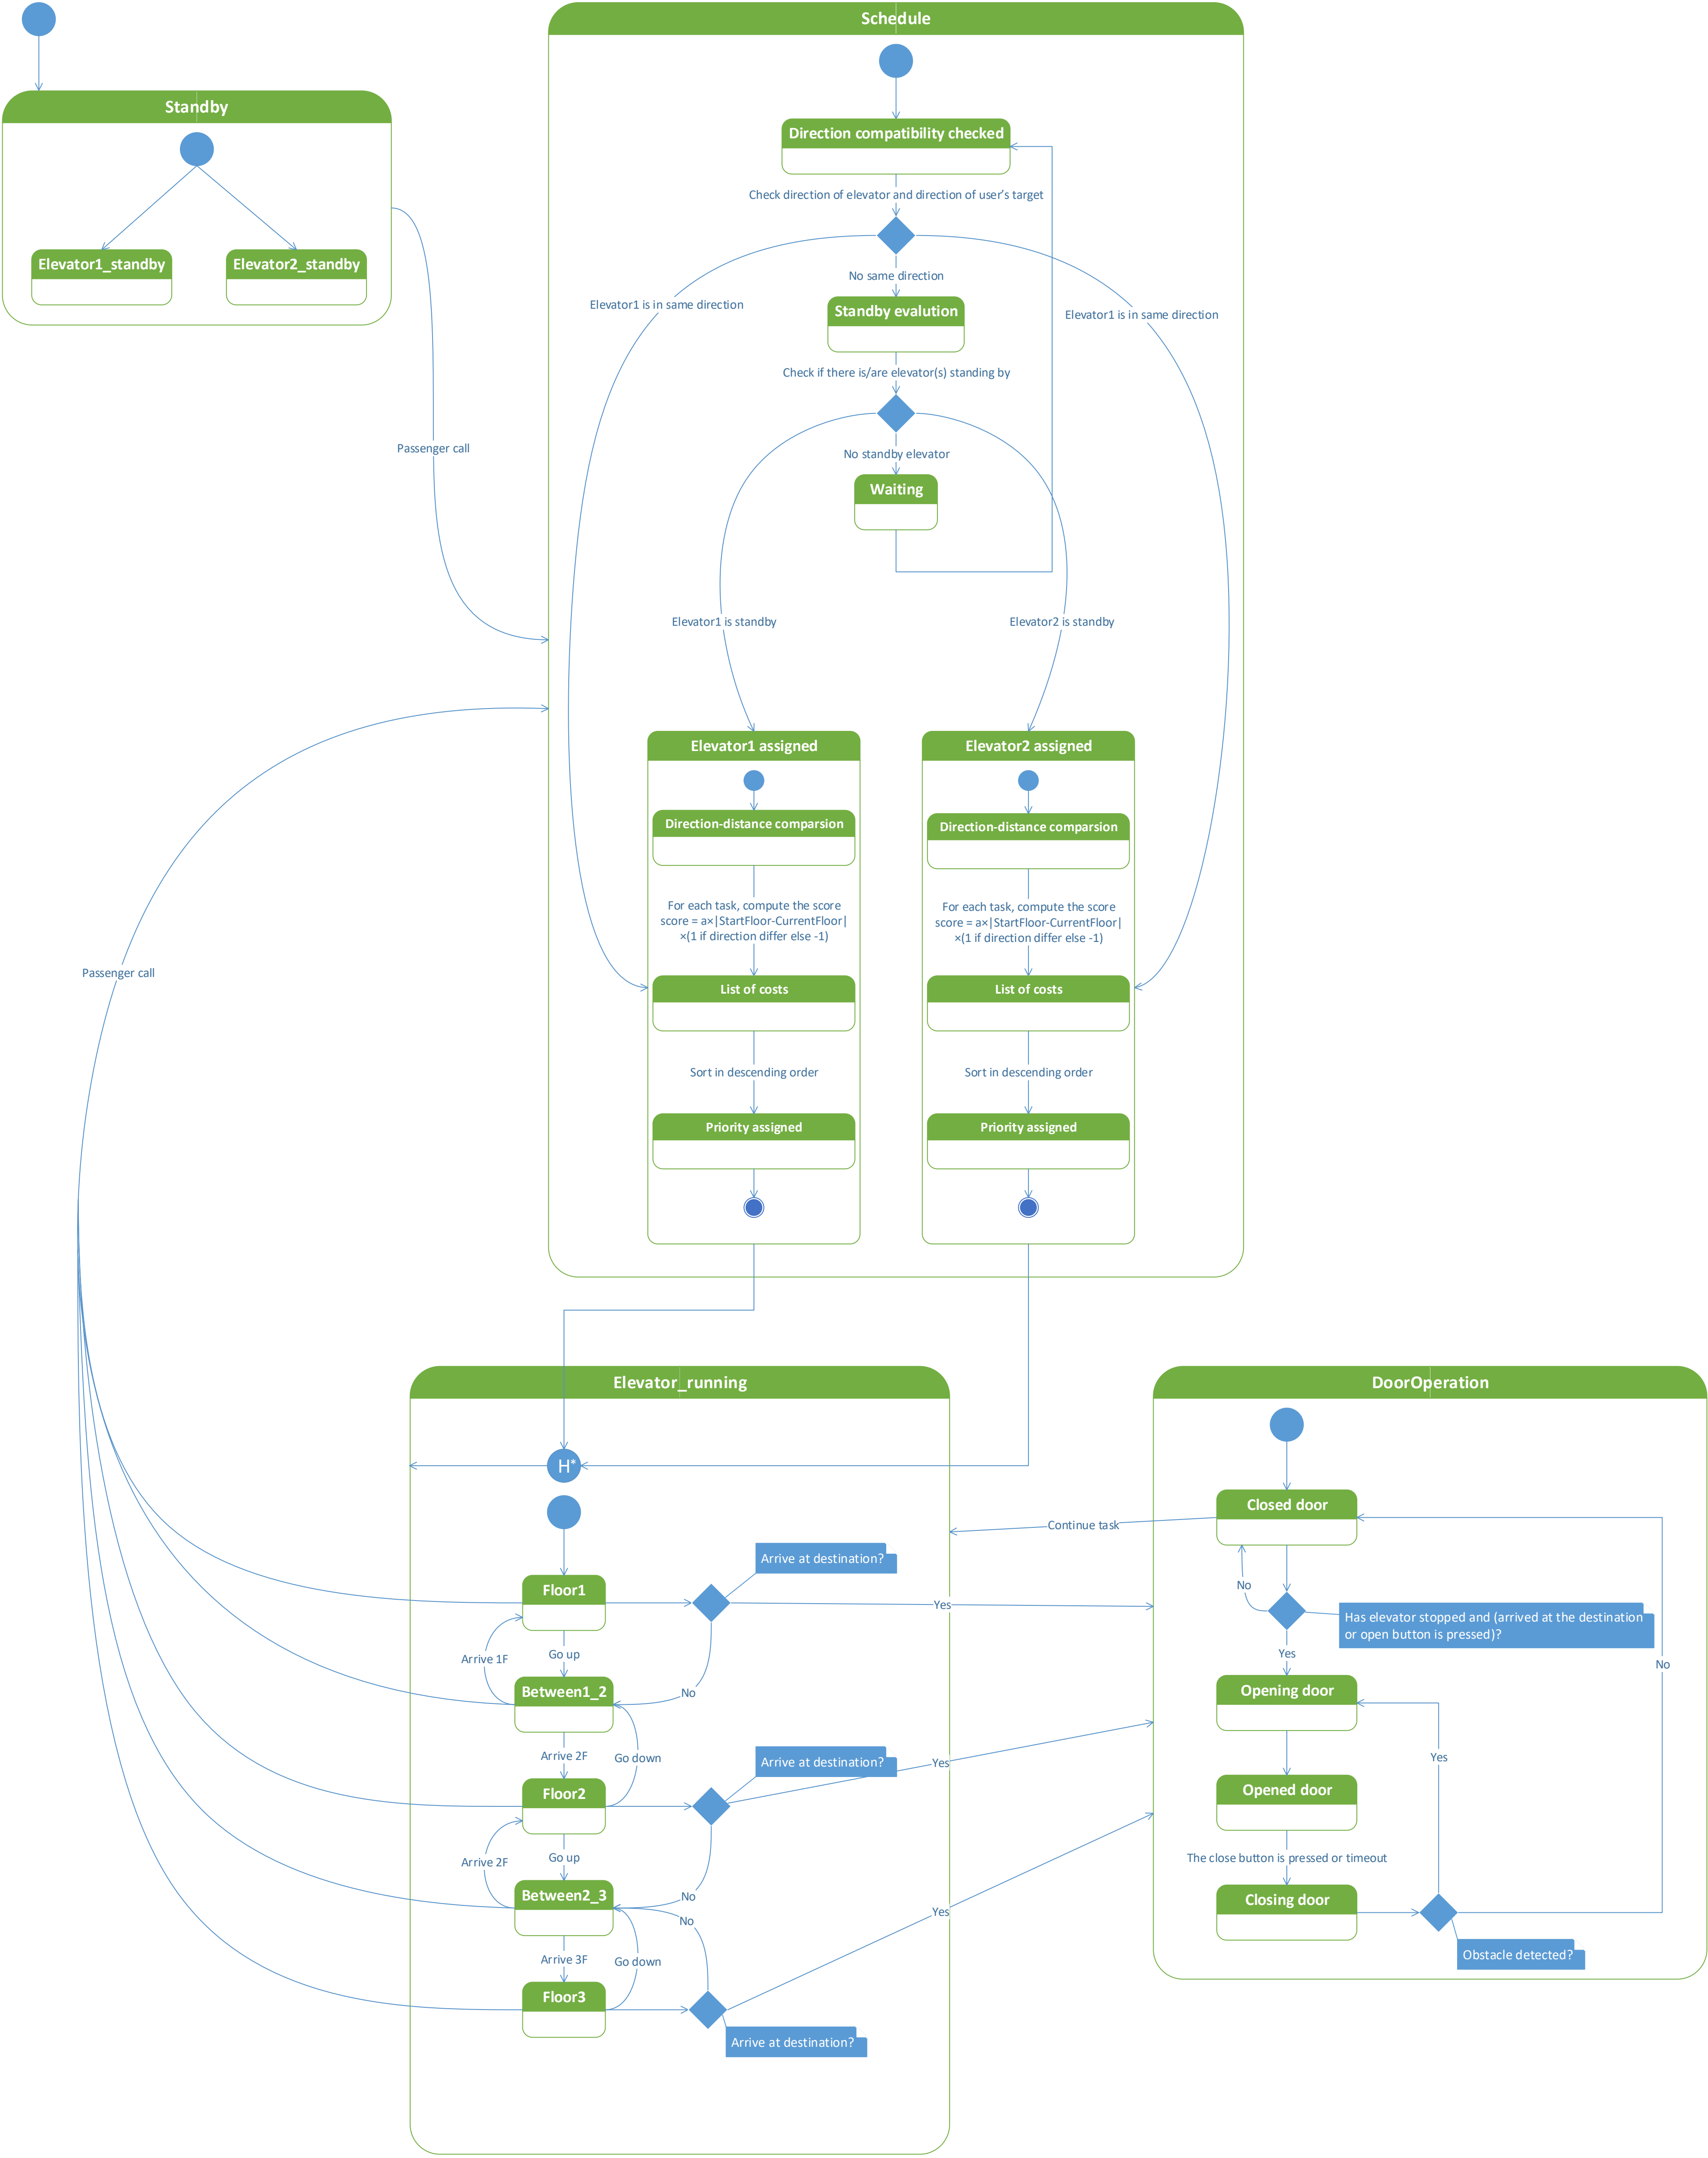 Schedule
Standby
Direction compatibility checked
Check direction of elevator and direction of user's target
Elevator1_standby
Elevator2_standby
No same direction
Elevator1 is in same direction
Standby evalution
Elevator1 is in same direction
Check if there is/are elevator(s) standing by
Passenger call
No standby elevator
Waiting
Elevator1 is standby
Elevator2 is standby
Elevator1 assigned
Elevator2 assigned
Direction-distance comparsion
For each task, compute the score
score = a×|StartFloor-CurrentFloor|
×(1 if direction differ else -1)
List of costs
Sort in descending order
Priority assigned
Direction-distance comparsion
For each task, compute the score
score = a×|StartFloor-CurrentFloor|
×(1 if direction differ else -1)
List of costs
Sort in descending order
Priority assigned
Passenger call
Elevator_running
H*
Floor1
Arrive at destination?
Yes
Arrive 1F
Go up
No
Between1_2
Arrive 2F
Go down
Arrive at destination?
Yes
Floor2
Arrive 2F
Go up
No
Between2_3
No
Yes
Arrive 3F
Go down
Floor3
Arrive at destination?
DoorOperation
Closed door
Continue task
No
Has elevator stopped and (arrived at the destination
or open button is pressed)?
Yes
No
Opening door
Yes
Opened door
The close button is pressed or timeout
Closing door
Obstacle detected?